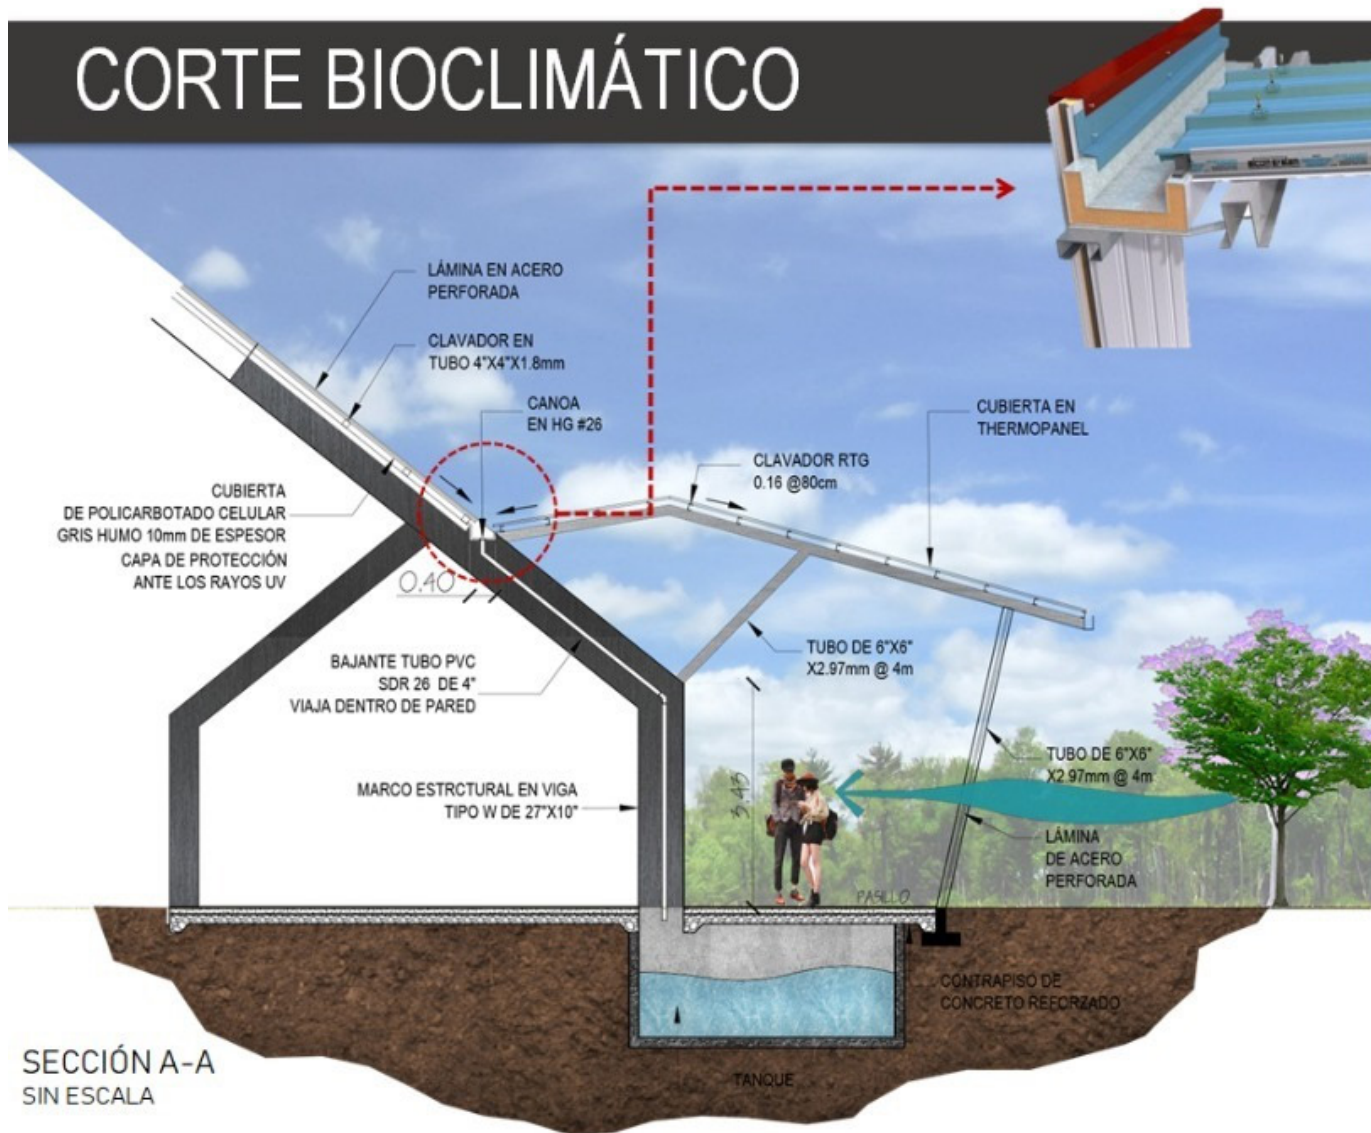 CORTE BIOCLIMÁTICO
LÁMINA EN ACERO
PERFORADA
CLAVADOR EN
TUBO 4"X4"X1.8mm
CANOA
EN HG #26
CUBIERTA EN
THERMOPANEL
CLAVADOR RTG
0.16 @80cm
CUBIERTA
DE POLICARBOTADO CELULAR
GRIS HUMO 10mm DE ESPESOR
CAPA DE PROTECCIÓN
ANTE LOS RAYOS UV
0.40
BAJANTE TUBO PVC
SDR 26 DE 4"
VIAJA DENTRO DE PARED
TUBO DE 6"X6"
X2.97mm @ 4m
MARCO ESTRCTURAL EN VIGA
TIPO W DE 27"X10"
3.43
TUBO DE 6"X6"
X2.97mm @ 4m
LÁMINA
DE ACERO
PERFORADA
PASILLO
CONTRAPISO DE
CONCRETO REFORZADO
TANQUE
SECCIÓN A-A
SIN ESCALA